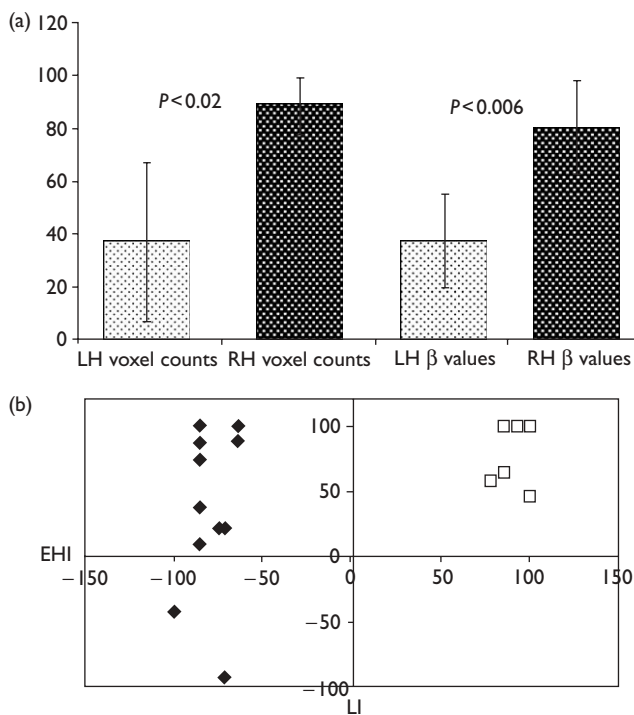 (a)
120
100
80
60
40
20
0
P<0.02
P<0.006
LH voxel counts RH voxel counts LH β values RH β values
(b)
100
50
0
EHI
−150 −100 −50 0 50 100 150
−50
−100
LI